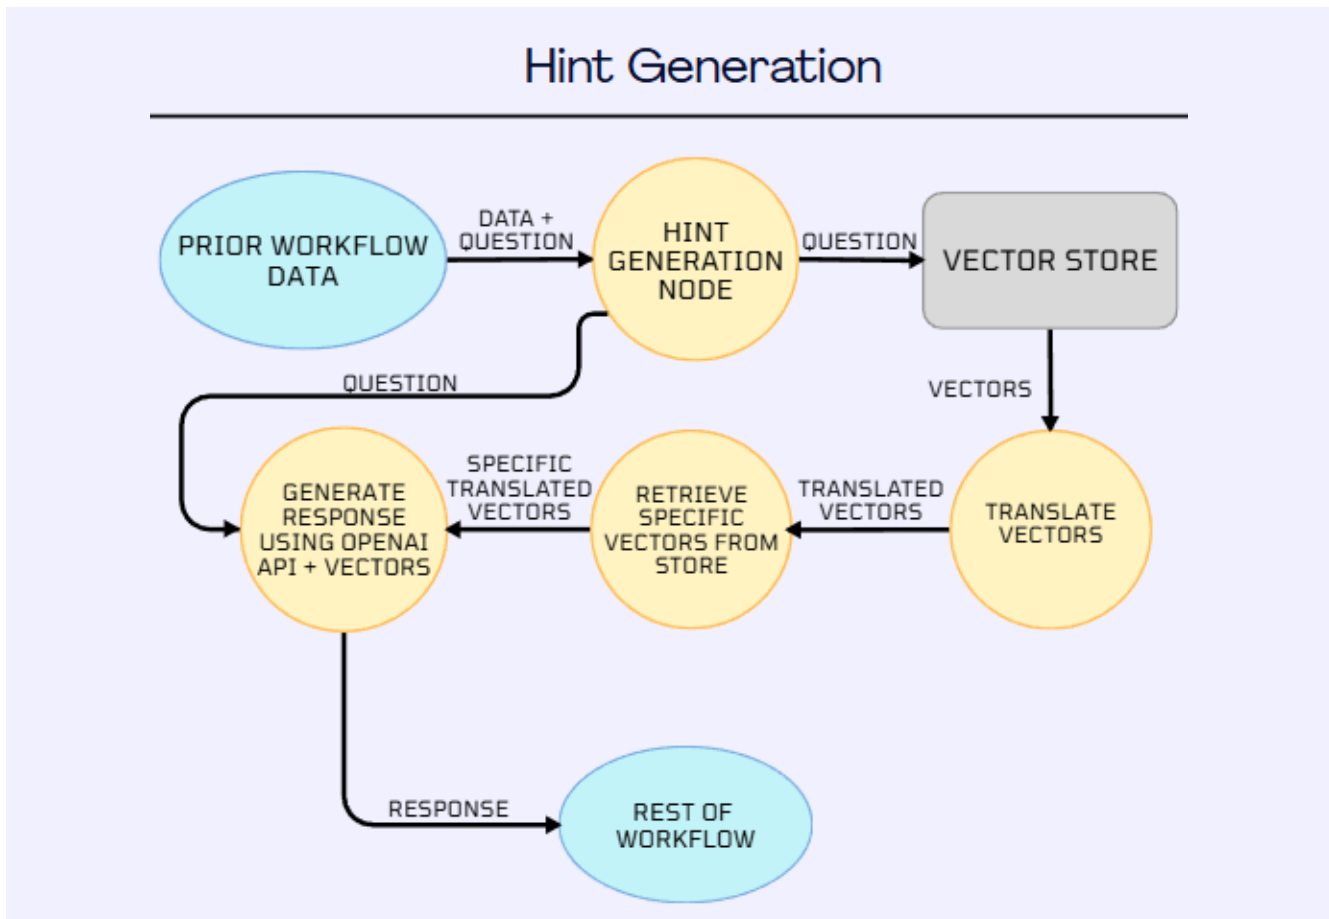 Hint Generation
PRIOR WORKFLOW
DATA
DATA +
QUESTION
HINT
GENERATION
NODE
QUESTION
VECTOR STORE
QUESTION
VECTORS
GENERATE
RESPONSE
USING OPENAI
API + VECTORS
SPECIFIC
TRANSLATED
VECTORS
RETRIEVE
SPECIFIC
VECTORS FROM
STORE
TRANSLATED
VECTORS
TRANSLATE
VECTORS
RESPONSE
REST OF
WORKFLOW